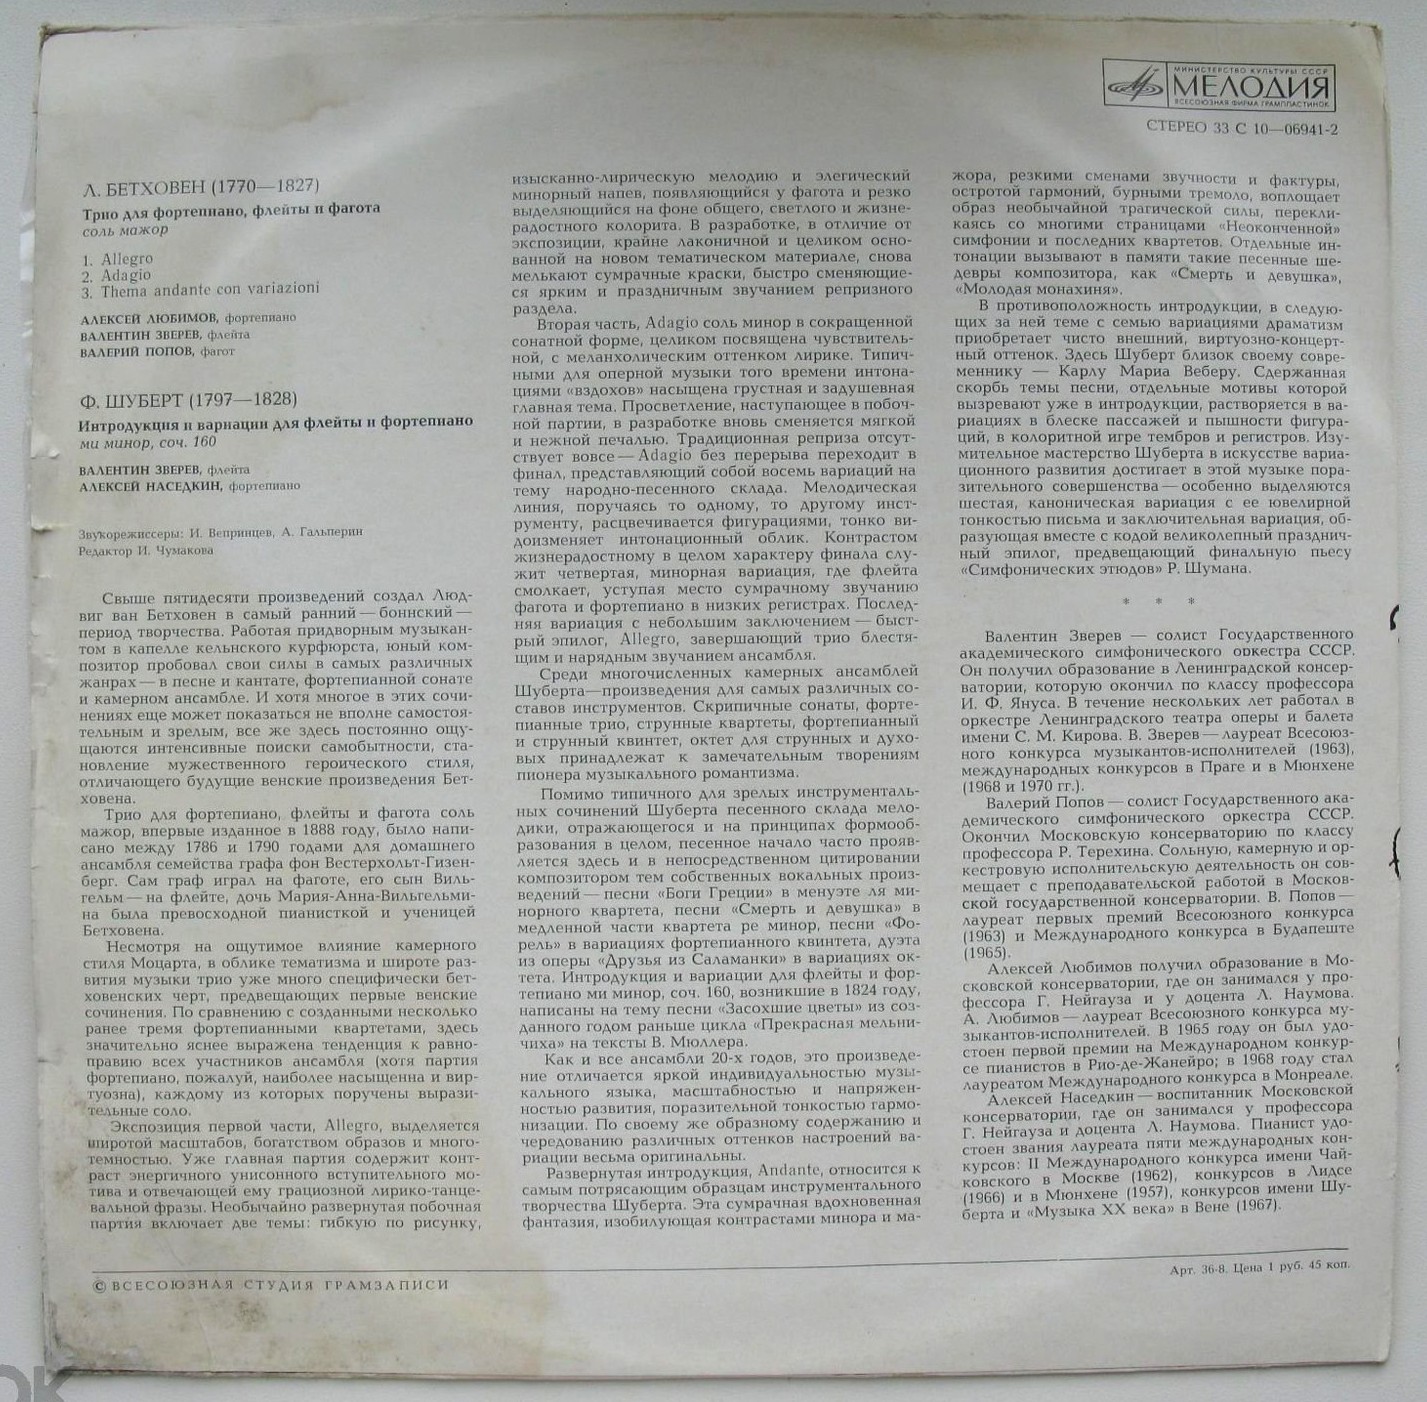 МИНИСТЕРСТВО КУЛЬТУРЫ СССР
МЕЛОДИЯ
ВСЕСОЮЗНАЯ ФИРМА ГРАМПЛАСТИНОК
СТЕРЕО 33 С 10—06941-2
Л. БЕТХОВЕН (1770—1827)
Трио для фортепиано, флейты и фагота
соль мажор
1. Allegro
2. Adagio
3. Thema andante con variazioni
АЛЕКСЕЙ ЛЮБИМОВ, фортепиано
ВАЛЕНТИН ЗВЕРЕВ, флейта
ВАЛЕРИЙ ПОПОВ, фагот
Ф. ШУБЕРТ (1797—1828)
Интродукция и вариации для флейты и фортепиано
ми минор, соч. 160
ВАЛЕНТИН ЗВЕРЕВ, флейта
АЛЕКСЕЙ НАСЕДКИН, фортепиано
Звукорежиссеры: И. Вепринцев, А. Гальперин
Редактор И. Чумакова
Свыше пятидесяти произведений создал Люд-
виг ван Бетховен в самый ранний — боннский —
период творчества. Работая придворным музыкан-
том в капелле кельнского курфюрста, юный ком-
позитор пробовал свои силы в самых различных
жанрах — в песне и кантате, фортепианной сонате
и камерном ансамбле. И хотя многое в этих сочи-
нениях еще может показаться не вполне самостоя-
тельным и зрелым, все же здесь постоянно ощу-
щаются интенсивные поиски самобытности, ста-
новление мужественного героического стиля,
отличающего будущие венские произведения Бет-
ховена.
Трио для фортепиано, флейты и фагота соль
мажор, впервые изданное в 1888 году, было напи-
сано между 1786 и 1790 годами для домашнего
ансамбля семейства графа фон Вестерхольт-Гизен-
берг. Сам граф играл на фаготе, его сын Виль-
гельм — на флейте, дочь Мария-Анна-Вильгельми-
на была превосходной пианисткой и ученицей
Бетховена.
Несмотря на ощутимое влияние камерного
стиля Моцарта, в облике тематизма и широте раз-
вития музыки трио уже много специфически бет-
ховенских черт, предвещающих первые венские
сочинения. По сравнению с созданными несколько
ранее тремя фортепианными квартетами, здесь
значительно яснее выражена тенденция к равно-
правию всех участников ансамбля (хотя партия
фортепиано, пожалуй, наиболее насыщенна и вир-
туозна), каждому из которых поручены вырази-
тельные соло.
Экспозиция первой части, Allegro, выделяется
широтой масштабов, богатством образов и много-
темностью. Уже главная партия содержит конт-
раст энергичного унисонного вступительного мо-
тива и отвечающей ему грациозной лирико-танце-
вальной фразы. Необычайно развернутая побочная
партия включает две темы: гибкую по рисунку,
изысканно-лирическую мелодию и элегический
минорный напев, появляющийся у фагота и резко
выделяющийся на фоне общего, светлого и жизне-
радостного колорита. В разработке, в отличие от
экспозиции, крайне лаконичной и целиком осно-
ванной на новом тематическом материале, снова
мелькают сумрачные краски, быстро сменяющие-
ся ярким и праздничным звучанием репризного
раздела.
Вторая часть, Adagio соль минор в сокращенной
сонатной форме, целиком посвящена чувствитель-
ной, с меланхолическим оттенком лирике. Типич-
ными для оперной музыки того времени интона-
циями «вздохов» насыщена грустная и задушевная
главная тема. Просветление, наступающее в побоч-
ной партии, в разработке вновь сменяется мягкой
и нежной печалью. Традиционная реприза отсут-
ствует вовсе — Adagio без перерыва переходит в
финал, представляющий собой восемь вариаций на
тему народно-песенного склада. Мелодическая
линия, поручаясь то одному, то другому инст-
рументу, расцвечивается фигурациями, тонко ви-
доизменяет интонационный облик. Контрастом
жизнерадостному в целом характеру финала слу-
жит четвертая, минорная вариация, где флейта
смолкает, уступая место сумрачному звучанию
фагота и фортепиано в низких регистрах. Послед-
няя вариация с небольшим заключением — быст-
рый эпилог, Allegro, завершающий трио блестя-
щим и нарядным звучанием ансамбля.
Среди многочисленных камерных ансамблей
Шуберта—произведения для самых различных со-
ставов инструментов. Скрипичные сонаты, форте-
пианные трио, струнные квартеты, фортепианный
и струнный квинтет, октет для струнных и духо-
вых принадлежат к замечательным творениям
пионера музыкального романтизма.
Помимо типичного для зрелых инструменталь-
ных сочинений Шуберта песенного склада мело-
дики, отражающегося и на принципах формооб-
разования в целом, песенное начало часто прояв-
ляется здесь и в непосредственном цитировании
композитором тем собственных вокальных произ-
ведений — песни «Боги Греции» в менуэте ля ми-
норного квартета, песни «Смерть и девушка» в
медленной части квартета ре минор, песни «Фо-
рель» в вариациях фортепианного квинтета, дуэта
из оперы «Друзья из Саламанки» в вариациях ок-
тета. Интродукция и вариации для флейты и фор-
тепиано ми минор, соч. 160, возникшие в 1824 году,
написаны на тему песни «Засохшие цветы» из соз-
данного годом раньше цикла «Прекрасная мельни-
чиха» на тексты В. Мюллера.
Как и все ансамбли 20-х годов, это произведе-
ние отличается яркой индивидуальностью музы-
кального языка, масштабностью и напряжен-
ностью развития, поразительной тонкостью гармо-
низации. По своему же образному содержанию и
чередованию различных оттенков настроений ва-
риации весьма оригинальны.
Развернутая интродукция, Andante, относится к
самым потрясающим образцам инструментального
творчества Шуберта. Эта сумрачная вдохновенная
фантазия, изобилующая контрастами минора и ма-
жора, резкими сменами звучности и фактуры,
остротой гармоний, бурными тремоло, воплощает
образ необычайной трагической силы, перекли-
каясь со многими страницами «Неоконченной»
симфонии и последних квартетов. Отдельные ин-
тонации вызывают в памяти такие песенные ше-
девры композитора, как «Смерть и девушка»,
«Молодая монахиня».
В противоположность интродукции, в следую-
щих за ней теме с семью вариациями драматизм
приобретает чисто внешний, виртуозно-концерт-
ный оттенок. Здесь Шуберт близок своему совре-
меннику — Карлу Мариа Веберу. Сдержанная
скорбь темы песни, отдельные мотивы которой
вызревают уже в интродукции, растворяется в ва-
риациях в блеске пассажей и пышности фигура-
ций, в колоритной игре тембров и регистров. Изу-
мительное мастерство Шуберта в искусстве вариа-
ционного развития достигает в этой музыке пора-
зительного совершенства — особенно выделяются
шестая, каноническая вариация с ее ювелирной
тонкостью письма и заключительная вариация, об-
разующая вместе с кодой великолепный празднич-
ный эпилог, предвещающий финальную пьесу
«Симфонических этюдов» Р. Шумана.
* * *
Валентин Зверев — солист Государственного
академического симфонического оркестра СССР.
Он получил образование в Ленинградской консер-
ватории, которую окончил по классу профессора
И. Ф. Януса. В течение нескольких лет работал в
оркестре Ленинградского театра оперы и балета
имени С. М. Кирова. В. Зверев — лауреат Всесоюз-
ного конкурса музыкантов-исполнителей (1963),
международных конкурсов в Праге и в Мюнхене
(1968 и 1970 гг.).
Валерий Попов — солист Государственного ака-
демического симфонического оркестра СССР.
Окончил Московскую консерваторию по классу
профессора Р. Терехина. Сольную, камерную и ор-
кестровую исполнительскую деятельность он сов-
мещает с преподавательской работой в Москов-
ской государственной консерватории. В. Попов —
лауреат первых премий Всесоюзного конкурса
(1963) и Международного конкурса в Будапеште
(1965).
Алексей Любимов получил образование в Мо-
сковской консерватории, где он занимался у про-
фессора Г. Нейгауза и у доцента Л. Наумова.
А. Любимов — лауреат Всесоюзного конкурса му-
зыкантов-исполнителей. В 1965 году он был удо-
стоен первой премии на Международном конкур-
се пианистов в Рио-де-Жанейро; в 1968 году стал
лауреатом Международного конкурса в Монреале.
Алексей Наседкин — воспитанник Московской
консерватории, где он занимался у профессора
Г. Нейгауза и доцента Л. Наумова. Пианист удо-
стоен звания лауреата пяти международных кон-
курсов: II Международного конкурса имени Чай-
ковского в Москве (1962), конкурсов в Лидсе
(1966) и в Мюнхене (1957), конкурсов имени Шу-
берта и «Музыка XX века» в Вене (1967).
© ВСЕСОЮЗНАЯ СТУДИЯ ГРАМЗАПИСИ
Арт. 36-8. Цена 1 руб. 45 коп.